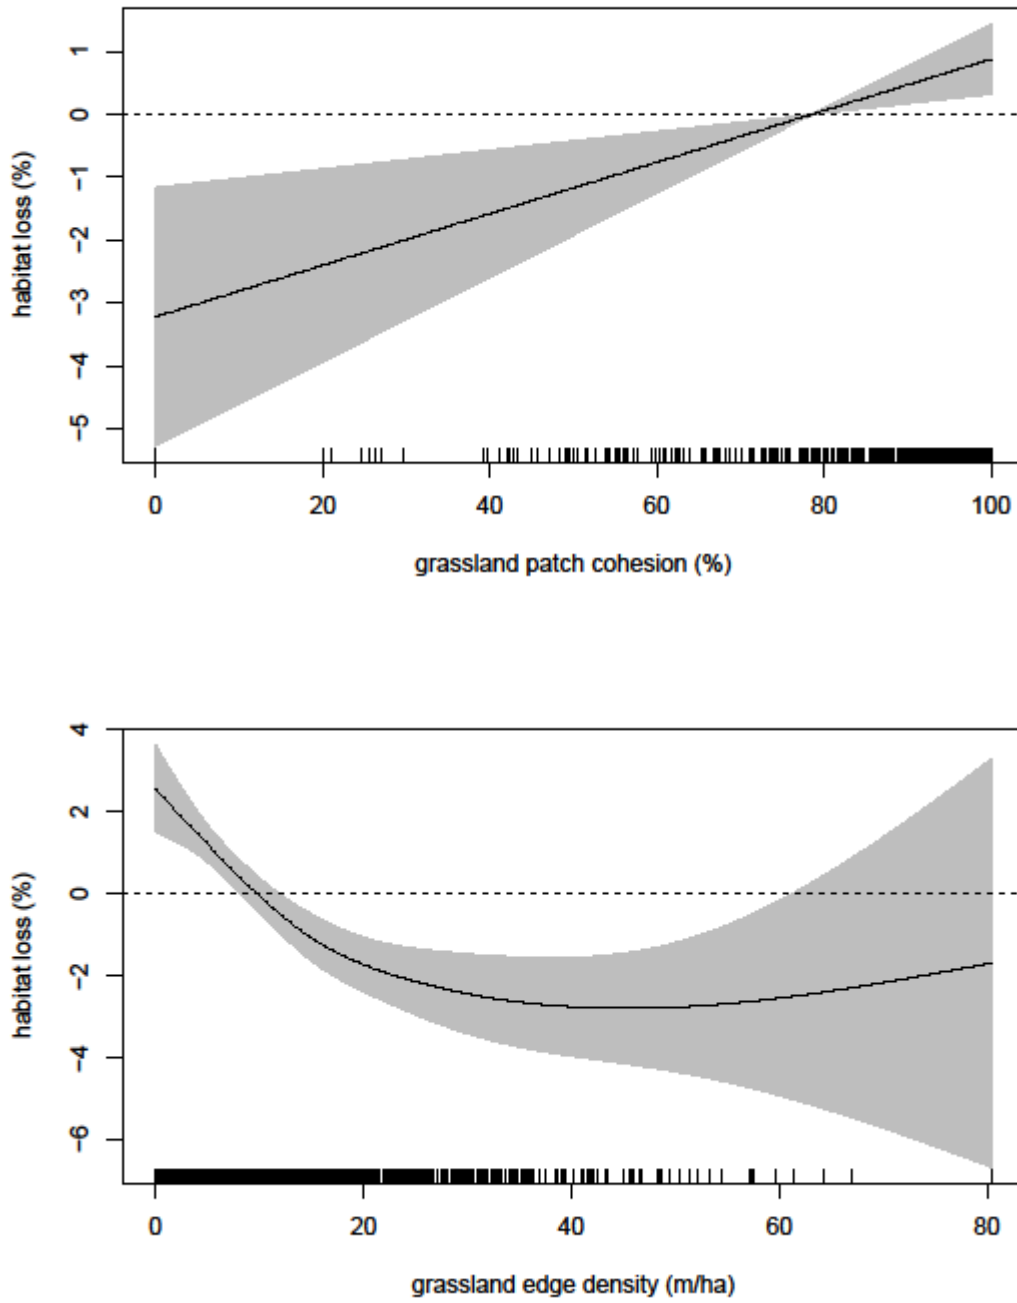 1
0
−1
−2
−3
−4
−5
habitat loss (%)
0 20 40 60 80 100
grassland patch cohesion (%)
4
2
0
−2
−4
−6
habitat loss (%)
0 20 40 60 80
grassland edge density (m/ha)